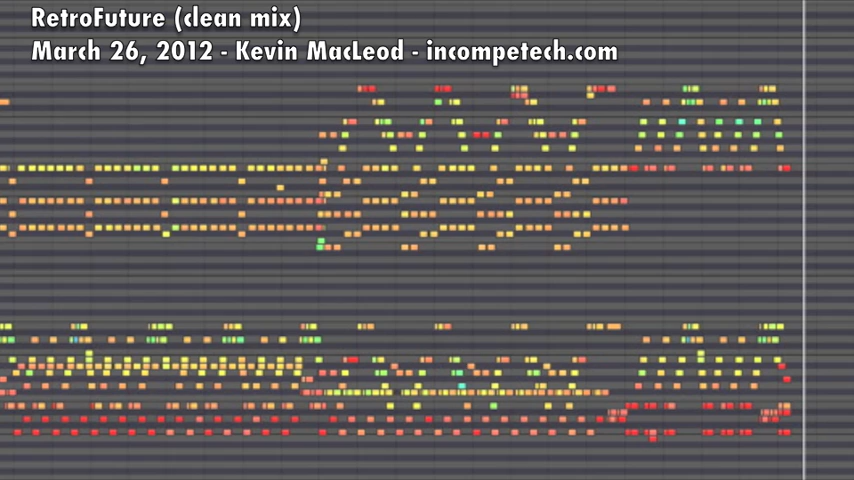 RetroFuture (clean mix)
March 26, 2012 - Kevin MacLeod - incompetech.com